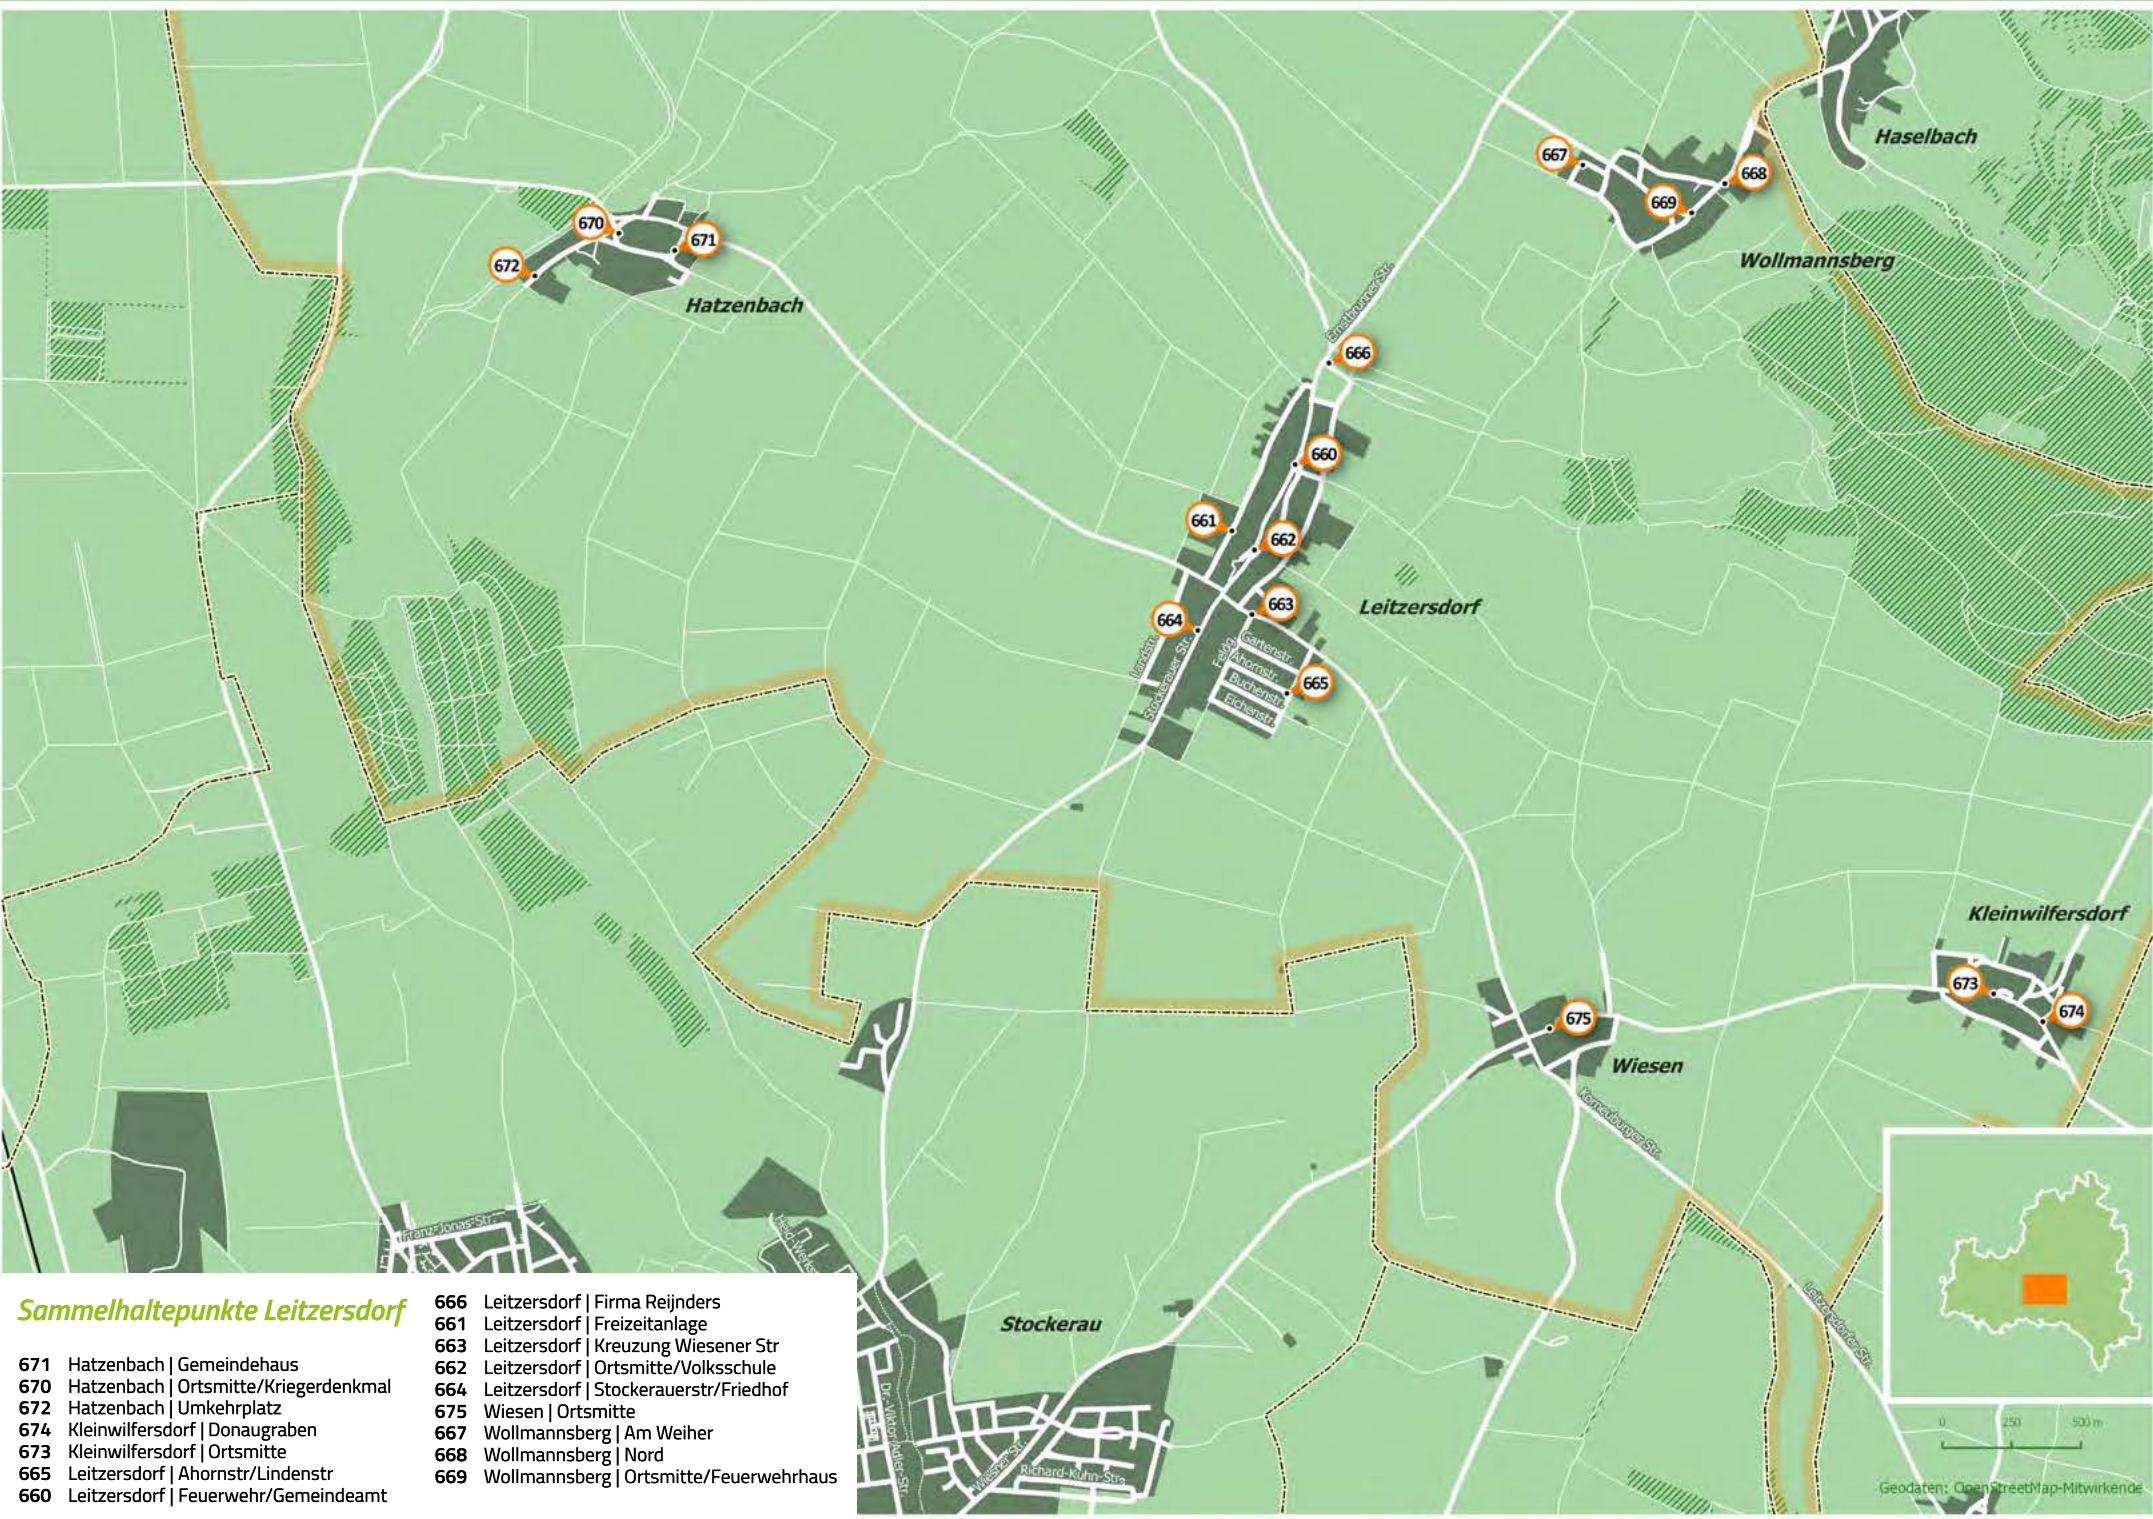 Haselbach
667
668
669
Wollmannsberg
670
671
672
Hatzenbach
Ernstbrunner Str.
666
660
661
662
Leitzersdorf
663
664
Landstr.
Stockerauer Str.
Feldg.
Gartenstr.
Ahornstr.
665
Buchenstr.
Eichenstr.
Kleinwilfersdorf
673
674
675
Wiesen
Korneuburger Str.
Leitzersdorfer Str.
Franz-Jonas-Str.
Stockerau
Dr.-Viktor-Adler-Str.
Wiesner Str.
Richard-Kuhn-Str.
Sammelhaltepunkte Leitzersdorf
671 Hatzenbach | Gemeindehaus
670 Hatzenbach | Ortsmitte/Kriegerdenkmal
672 Hatzenbach | Umkehrplatz
674 Kleinwilfersdorf | Donaugraben
673 Kleinwilfersdorf | Ortsmitte
665 Leitzersdorf | Ahornstr/Lindenstr
660 Leitzersdorf | Feuerwehr/Gemeindeamt
666 Leitzersdorf | Firma Reijnders
661 Leitzersdorf | Freizeitanlage
663 Leitzersdorf | Kreuzung Wiesener Str
662 Leitzersdorf | Ortsmitte/Volksschule
664 Leitzersdorf | Stockerauerstr/Friedhof
675 Wiesen | Ortsmitte
667 Wollmannsberg | Am Weiher
668 Wollmannsberg | Nord
669 Wollmannsberg | Ortsmitte/Feuerwehrhaus
0 250 500 m
Geodaten: OpenStreetMap-Mitwirkende